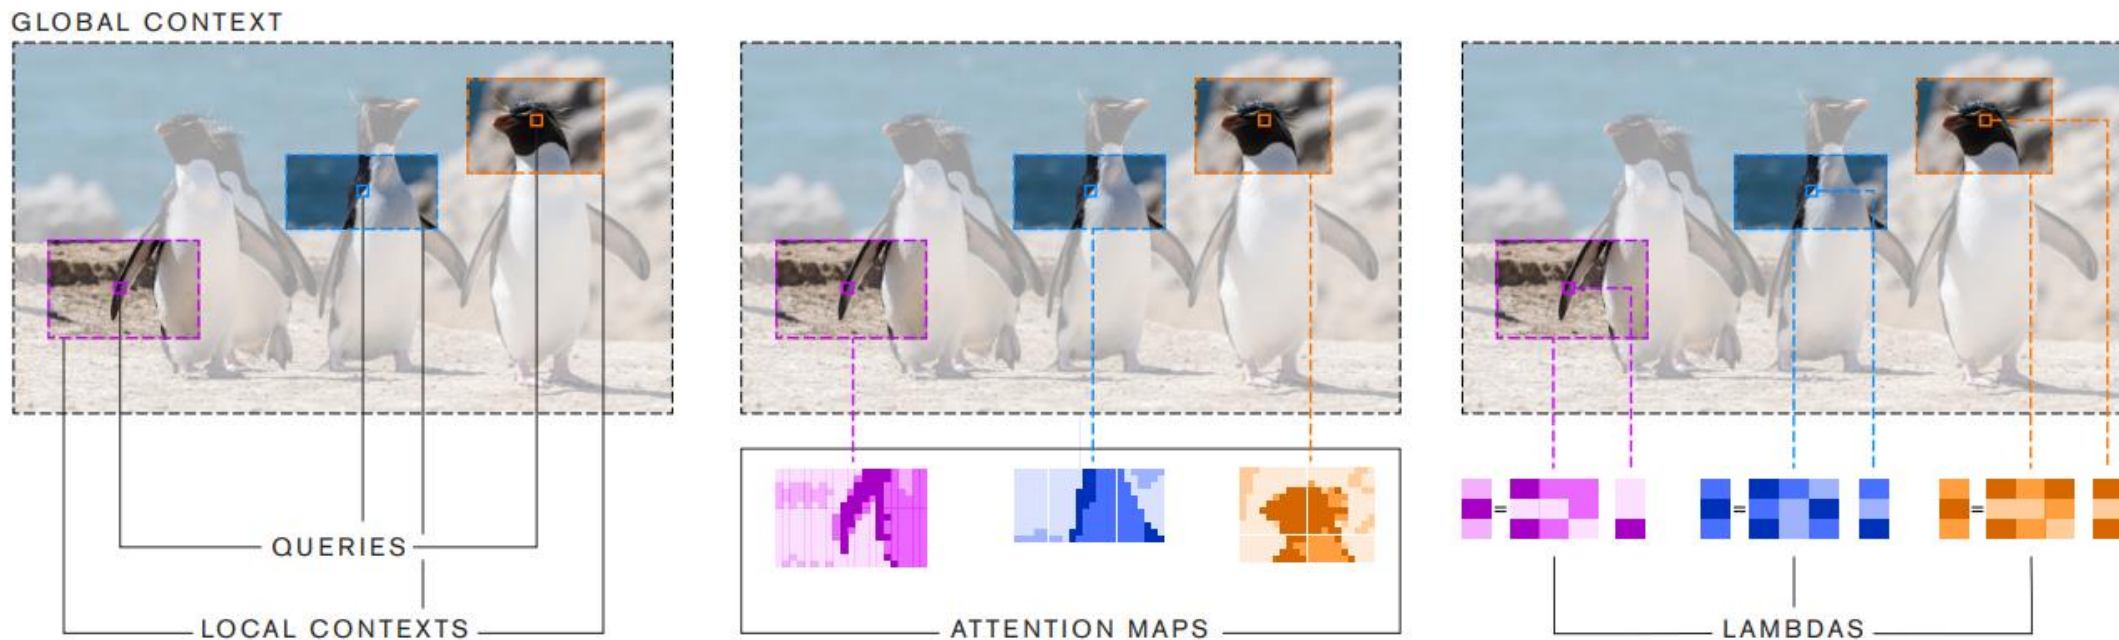 GLOBAL CONTEXT
QUERIES
LOCAL CONTEXTS
ATTENTION MAPS
=
=
=
LAMBDAS